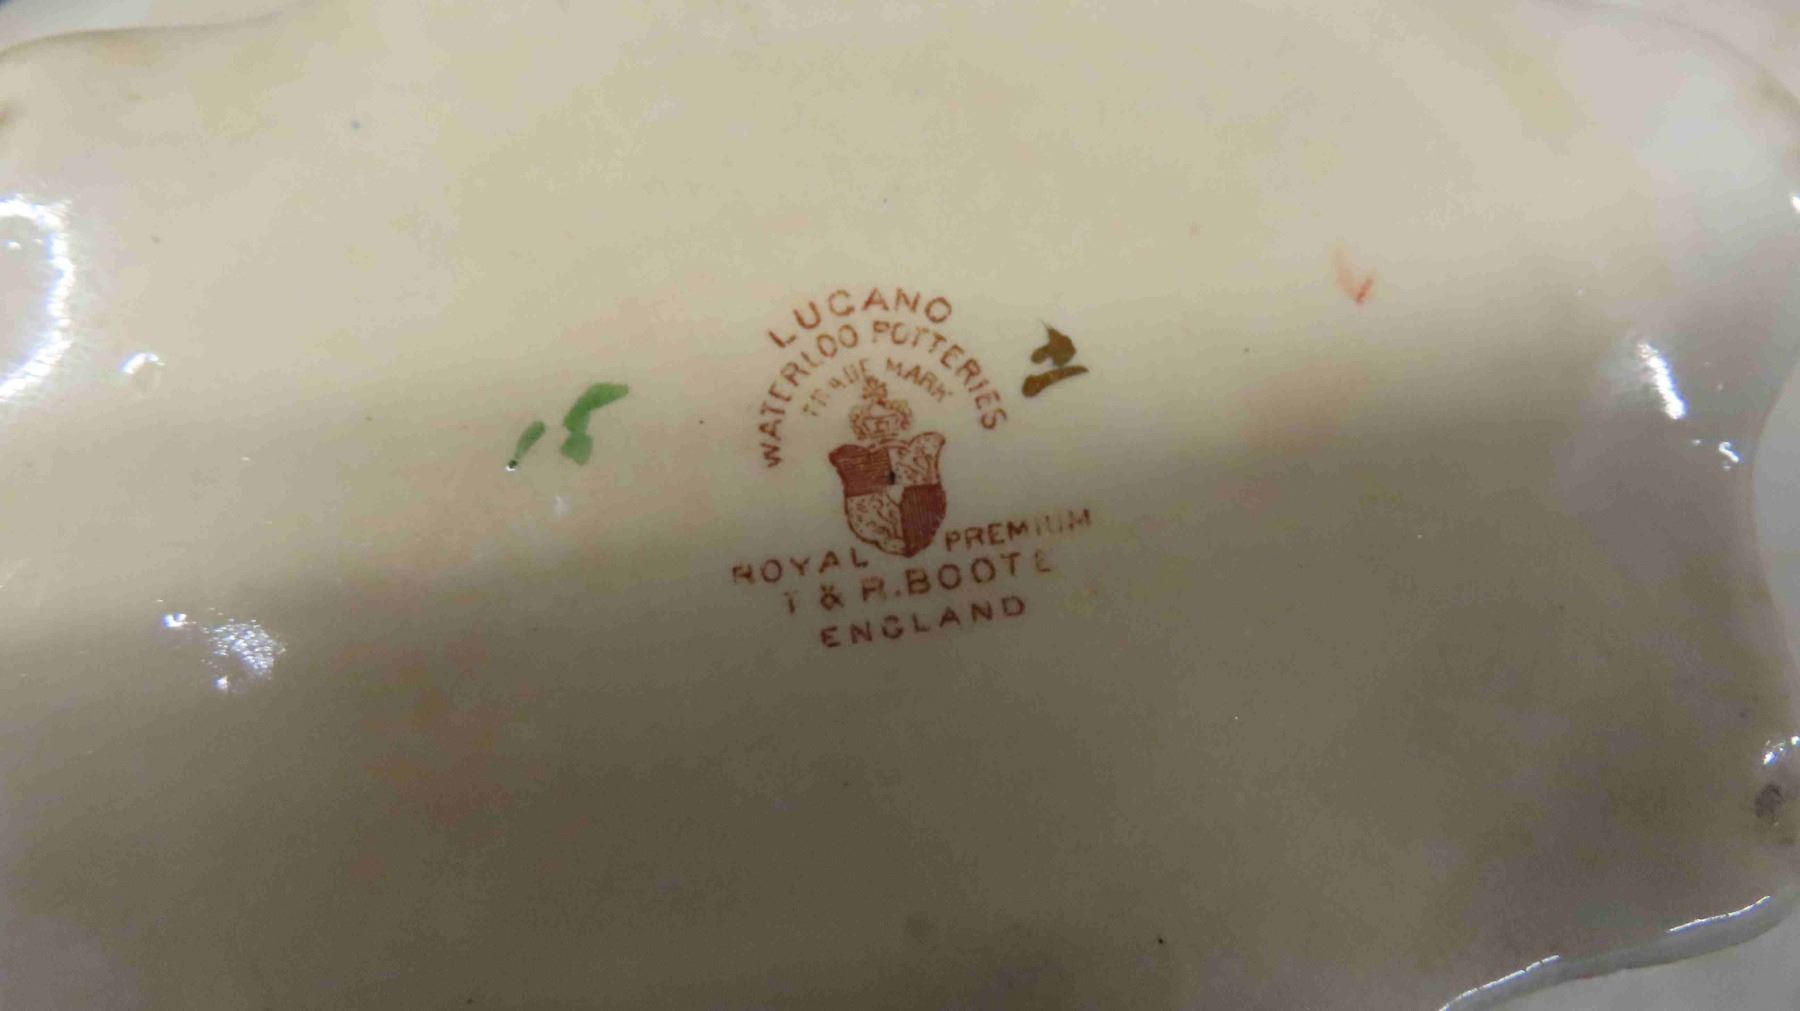 LUCANO
WATERLOO POTTERIES
TRADE MARK
ROYAL PREMIUM
T & R. BOOTE
ENGLAND